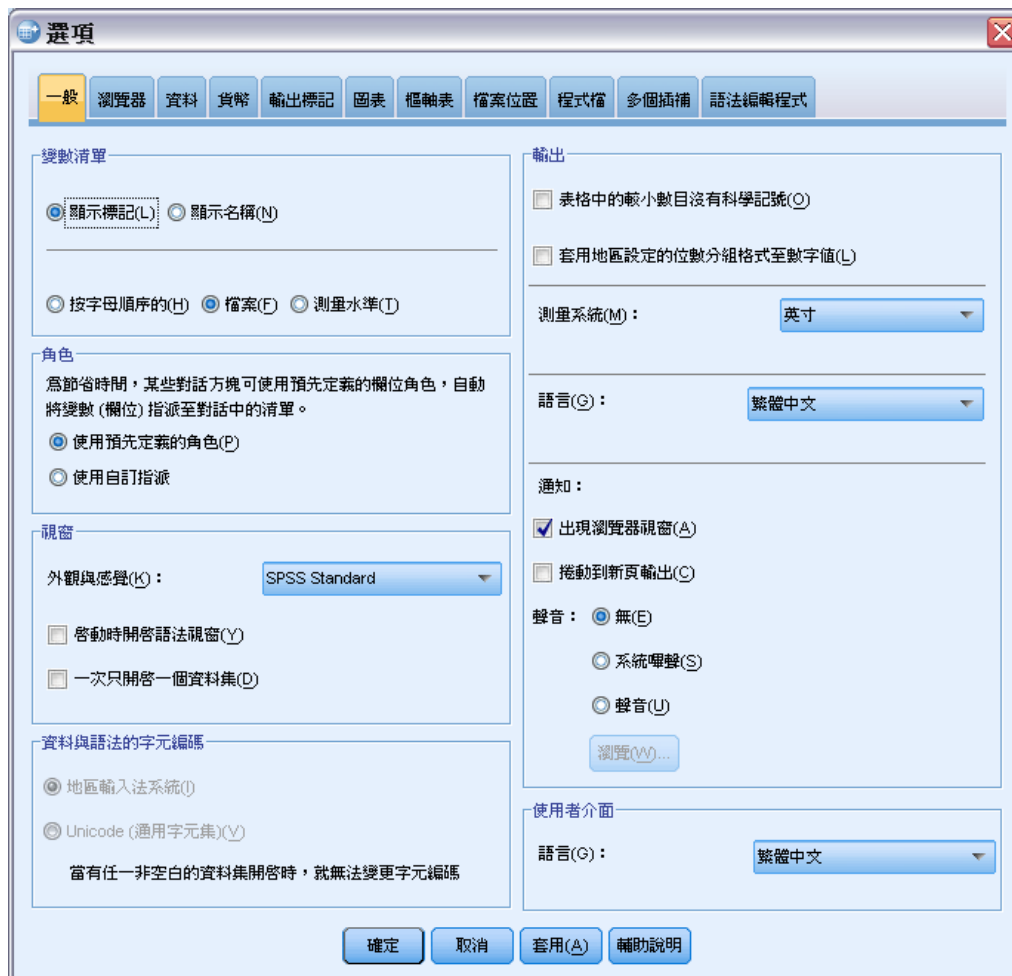 選項
一般 瀏覽器 資料 貨幣 輸出標記 圖表 樞軸表 檔案位置 程式檔 多個插補 語法編輯程式
變數清單
顯示標記(L) 顯示名稱(N)
按字母順序的(H) 檔案(F) 測量水準(T)
角色
為節省時間，某些對話方塊可使用預先定義的欄位角色，自動
將變數 (欄位) 指派至對話中的清單。
使用預先定義的角色(P)
使用自訂指派
視窗
外觀與感覺(K)： SPSS Standard
啓動時開啓語法視窗(Y)
一次只開啓一個資料集(D)
資料與語法的字元編碼
地區輸入法系統(I)
Unicode (通用字元集)(V)
當有任一非空白的資料集開啓時，就無法變更字元編碼
輸出
表格中的較小數目沒有科學記號(O)
套用地區設定的位數分組格式至數字值(L)
測量系統(M)： 英寸
語言(G)： 繁體中文
通知：
出現瀏覽器視窗(A)
捲動到新頁輸出(C)
聲音： 無(E)
系統嗶聲(S)
聲音(U)
瀏覽(W)...
使用者介面
語言(G)： 繁體中文
確定 取消 套用(A) 輔助說明